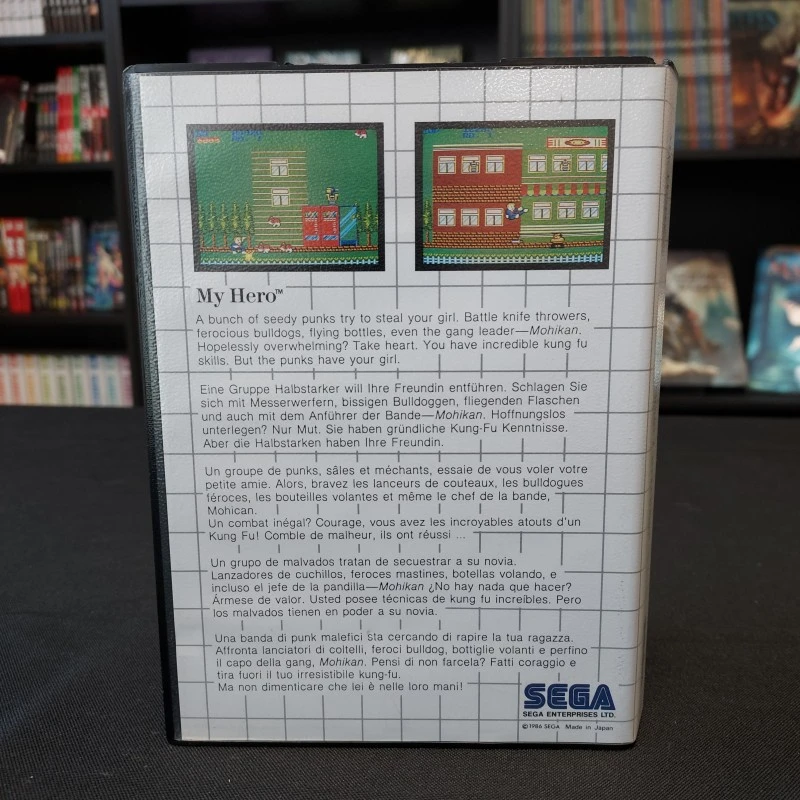 My Hero™
A bunch of seedy punks try to steal your girl. Battle knife throwers,
ferocious bulldogs, flying bottles, even the gang leader—Mohikan.
Hopelessly overwhelming? Take heart. You have incredible kung fu
skills. But the punks have your girl.
Eine Gruppe Halbstarker will Ihre Freundin entführen. Schlagen Sie
sich mit Messerwerfern, bissigen Bulldoggen, fliegenden Flaschen
und auch mit dem Anführer der Bande—Mohikan. Hoffnungslos
unterlegen? Nur Mut. Sie haben gründliche Kung-Fu Kenntnisse.
Aber die Halbstarken haben Ihre Freundin.
Un groupe de punks, sâles et méchants, essaie de vous voler votre
petite amie. Alors, bravez les lanceurs de couteaux, les bulldogues
féroces, les bouteilles volantes et même le chef de la bande,
Mohican.
Un combat inégal? Courage, vous avez les incroyables atouts d'un
Kung Fu! Comble de malheur, ils ont réussi ...
Un grupo de malvados tratan de secuestrar a su novia.
Lanzadores de cuchillos, feroces mastines, botellas volando, e
incluso el jefe de la pandilla—Mohikan ¿No hay nada que hacer?
Ármese de valor. Usted posee técnicas de kung fu increíbles. Pero
los malvados tienen en poder a su novia.
Una banda di punk malefici sta cercando di rapire la tua ragazza.
Affronta lanciatori di coltelli, feroci bulldog, bottiglie volanti e perfino
il capo della gang, Mohikan. Pensi di non farcela? Fatti coraggio e
tira fuori il tuo irresistibile kung-fu.
Ma non dimenticare che lei è nelle loro mani!
SEGA
SEGA ENTERPRISES LTD.
©1986 SEGA Made in Japan